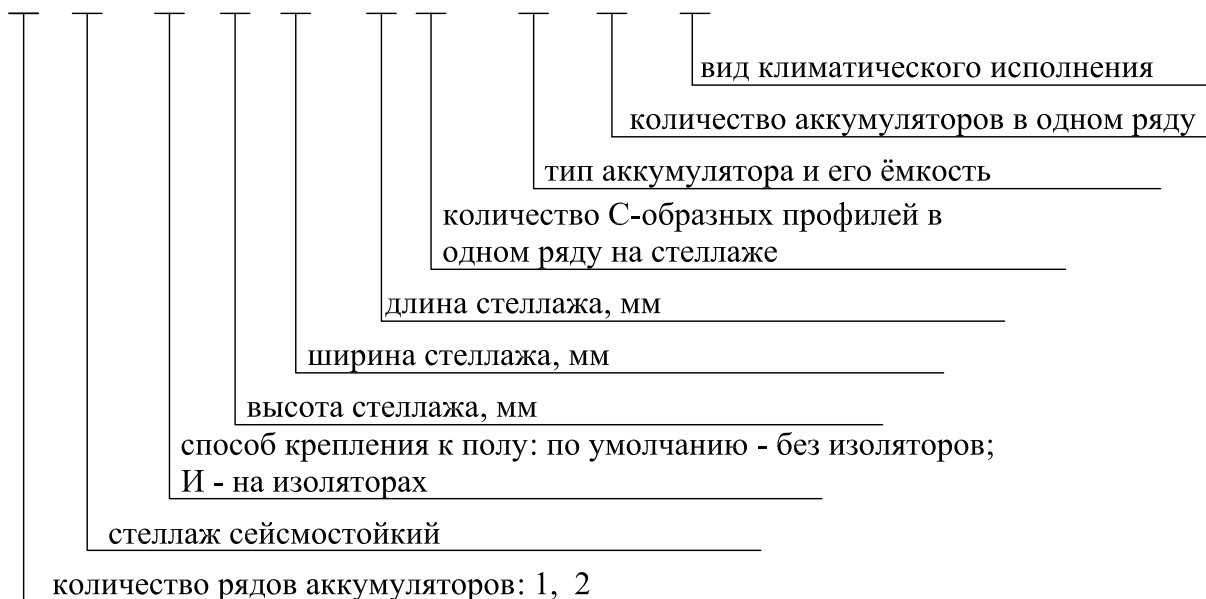 вид климатического исполнения
количество аккумуляторов в одном ряду
тип аккумулятора и его ёмкость
количество С-образных профилей в
одном ряду на стеллаже
длина стеллажа, мм
ширина стеллажа, мм
высота стеллажа, мм
способ крепления к полу: по умолчанию - без изоляторов;
И - на изоляторах
стеллаж сейсмостойкий
количество рядов аккумуляторов: 1, 2